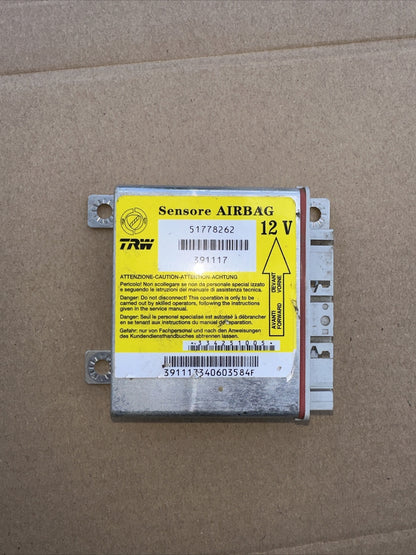 Sensore AIRBAG
12 V
51778262
TRW
391117
ATTENZIONE-CAUTION-ATTENTION-ACHTUNG
Pericolo! Non scollegare se non da personale specializzato
e seguendo le istruzioni del manuale di assistenza tecnica.
Danger: Do not disconnect! This operation is only to be
carried out by skilled operators, following the instructions
given in the service manual.
Danger: Seul le personnel spécialisé est autorisé à débrancher
en se tenant aux instructions du manual de réparation.
Gefahr: nur von Fachpersonal und nach den Anweisungen
des Kundendiensthandbuches abtrennen lassen.
AVANTI
FORWARD
DEVANT
VORNE
391113340603584F